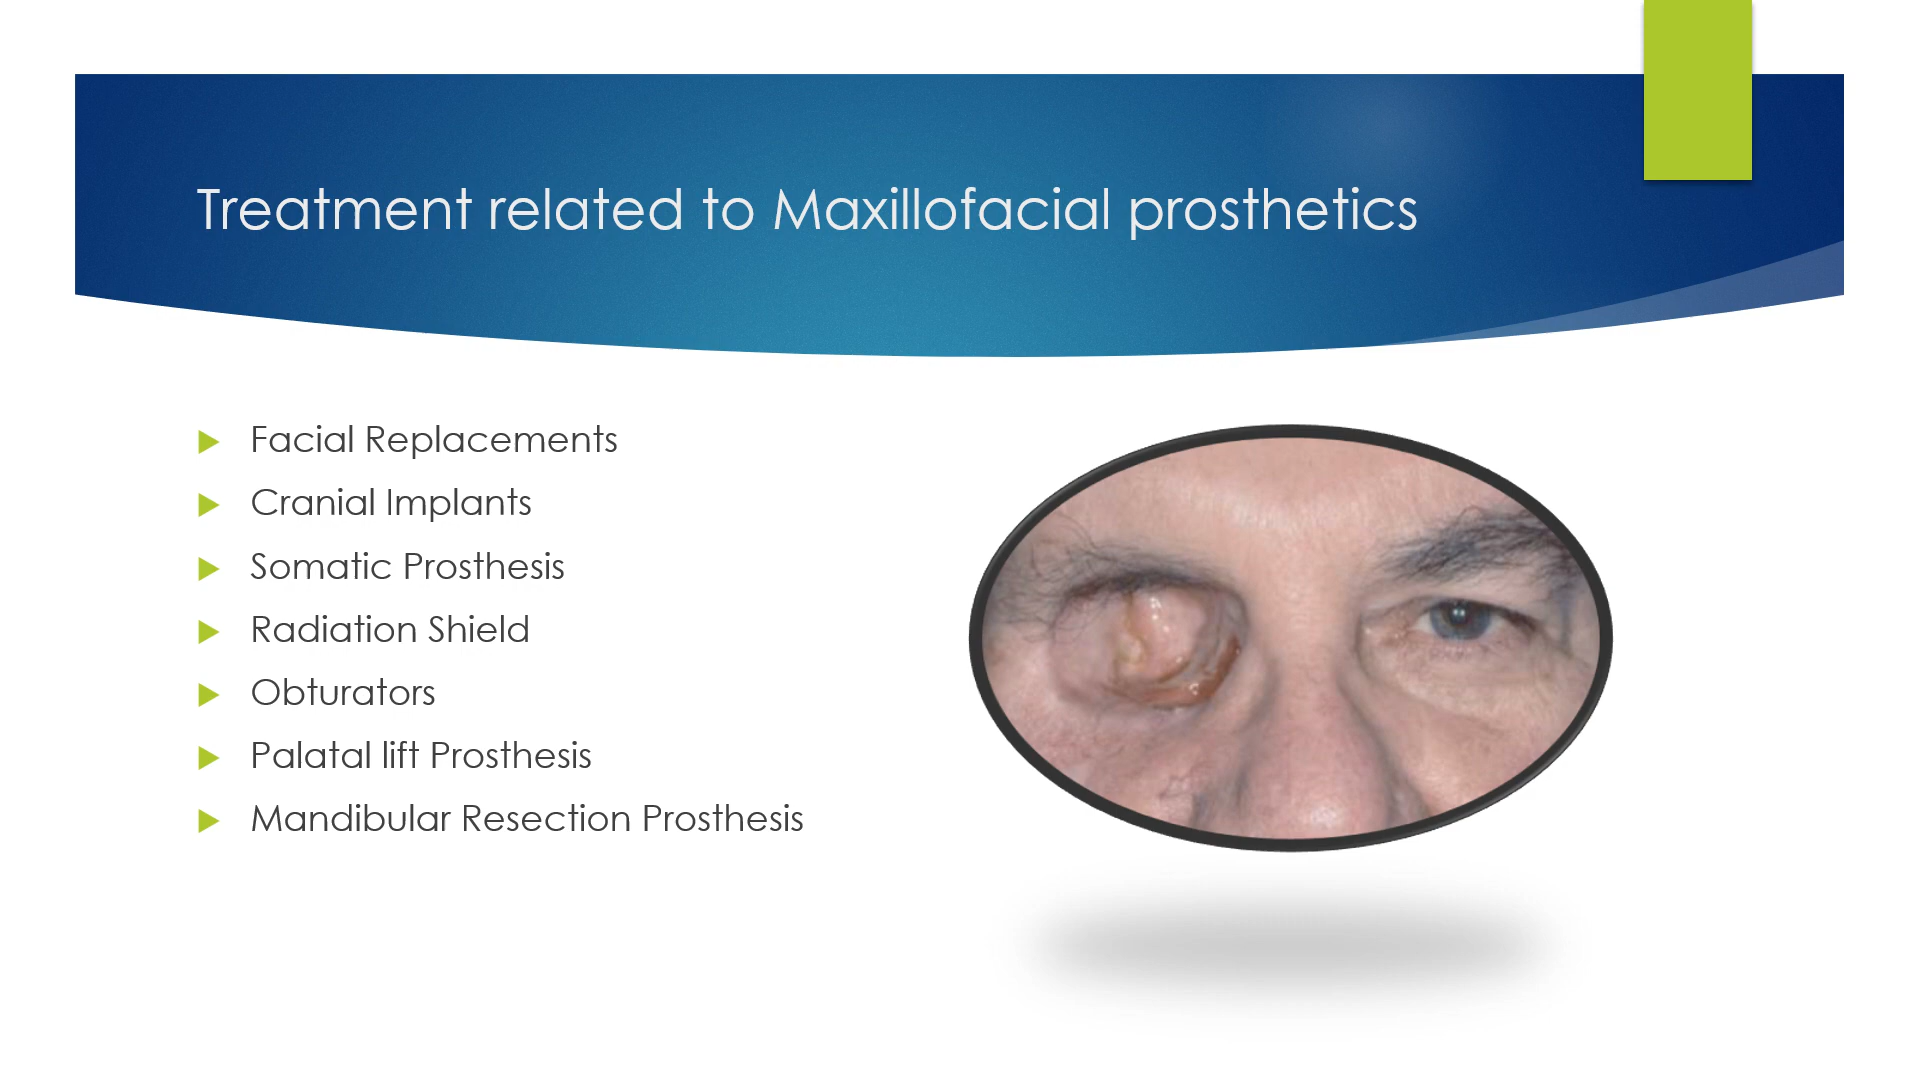 Treatment related to Maxillofacial prosthetics
Facial Replacements
Cranial Implants
Somatic Prosthesis
Radiation Shield
Obturators
Palatal lift Prosthesis
Mandibular Resection Prosthesis